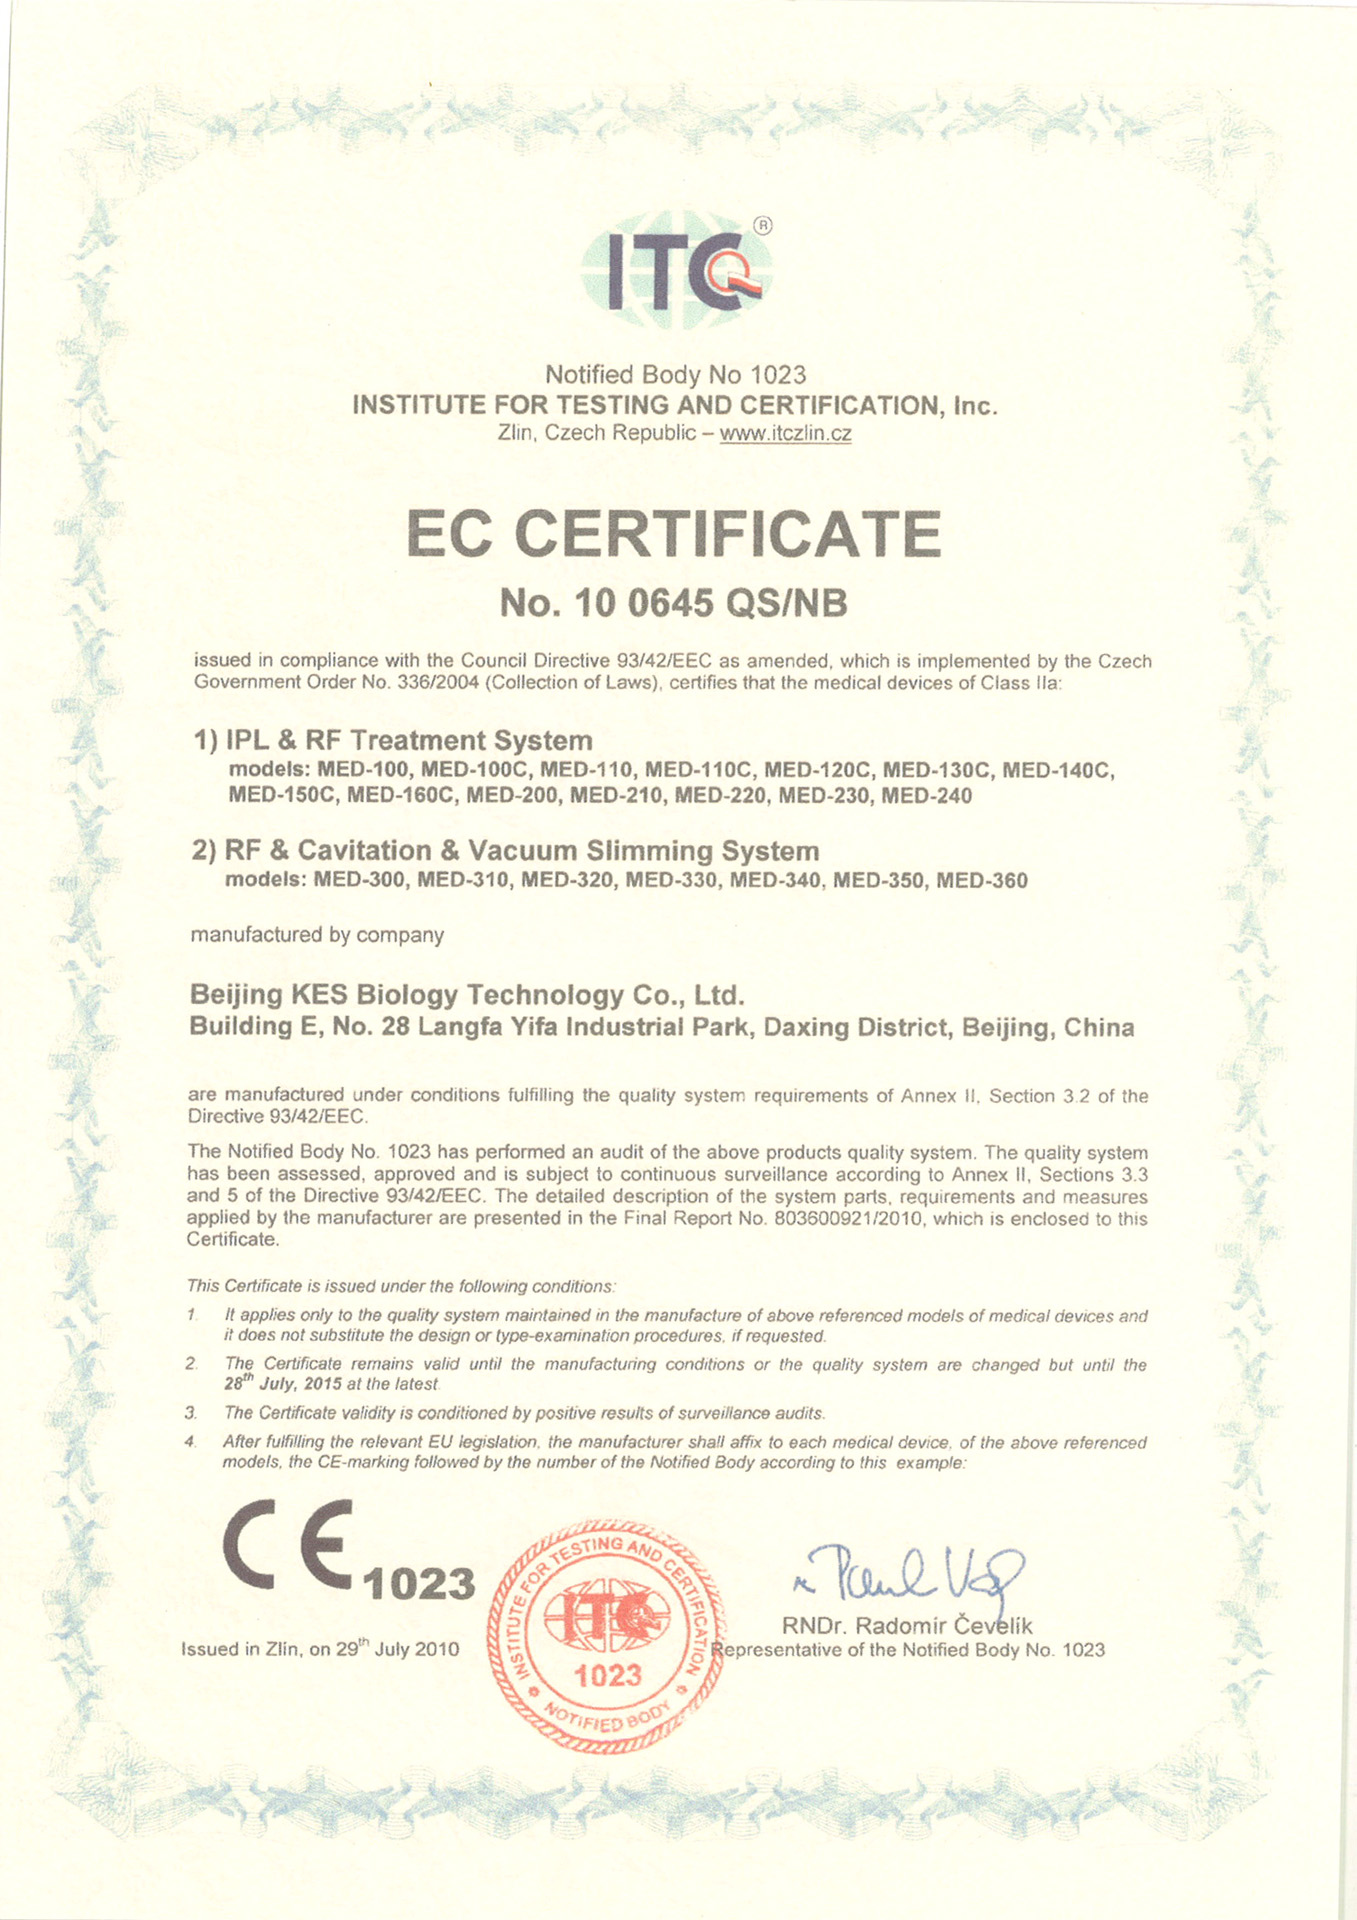 ITC ®
Notified Body No 1023
INSTITUTE FOR TESTING AND CERTIFICATION, Inc.
Zlin, Czech Republic – www.itczlin.cz
EC CERTIFICATE
No. 10 0645 QS/NB
issued in compliance with the Council Directive 93/42/EEC as amended, which is implemented by the Czech
Government Order No. 336/2004 (Collection of Laws), certifies that the medical devices of Class IIa:
1) IPL & RF Treatment System
models: MED-100, MED-100C, MED-110, MED-110C, MED-120C, MED-130C, MED-140C,
MED-150C, MED-160C, MED-200, MED-210, MED-220, MED-230, MED-240
2) RF & Cavitation & Vacuum Slimming System
models: MED-300, MED-310, MED-320, MED-330, MED-340, MED-350, MED-360
manufactured by company
Beijing KES Biology Technology Co., Ltd.
Building E, No. 28 Langfa Yifa Industrial Park, Daxing District, Beijing, China
are manufactured under conditions fulfilling the quality system requirements of Annex II, Section 3.2 of the
Directive 93/42/EEC.
The Notified Body No. 1023 has performed an audit of the above products quality system. The quality system
has been assessed, approved and is subject to continuous surveillance according to Annex II, Sections 3.3
and 5 of the Directive 93/42/EEC. The detailed description of the system parts, requirements and measures
applied by the manufacturer are presented in the Final Report No. 803600921/2010, which is enclosed to this
Certificate.
This Certificate is issued under the following conditions:
1. It applies only to the quality system maintained in the manufacture of above referenced models of medical devices and
it does not substitute the design or type-examination procedures, if requested.
2. The Certificate remains valid until the manufacturing conditions or the quality system are changed but until the
28th July, 2015 at the latest.
3. The Certificate validity is conditioned by positive results of surveillance audits.
4. After fulfilling the relevant EU legislation, the manufacturer shall affix to each medical device, of the above referenced
models, the CE-marking followed by the number of the Notified Body according to this example:
CE 1023
INSTITUTE FOR TESTING AND CERTIFICATION
ITC
1023
NOTIFIED BODY
RNDr. Radomír Čevelík
Issued in Zlín, on 29th July 2010
Representative of the Notified Body No. 1023